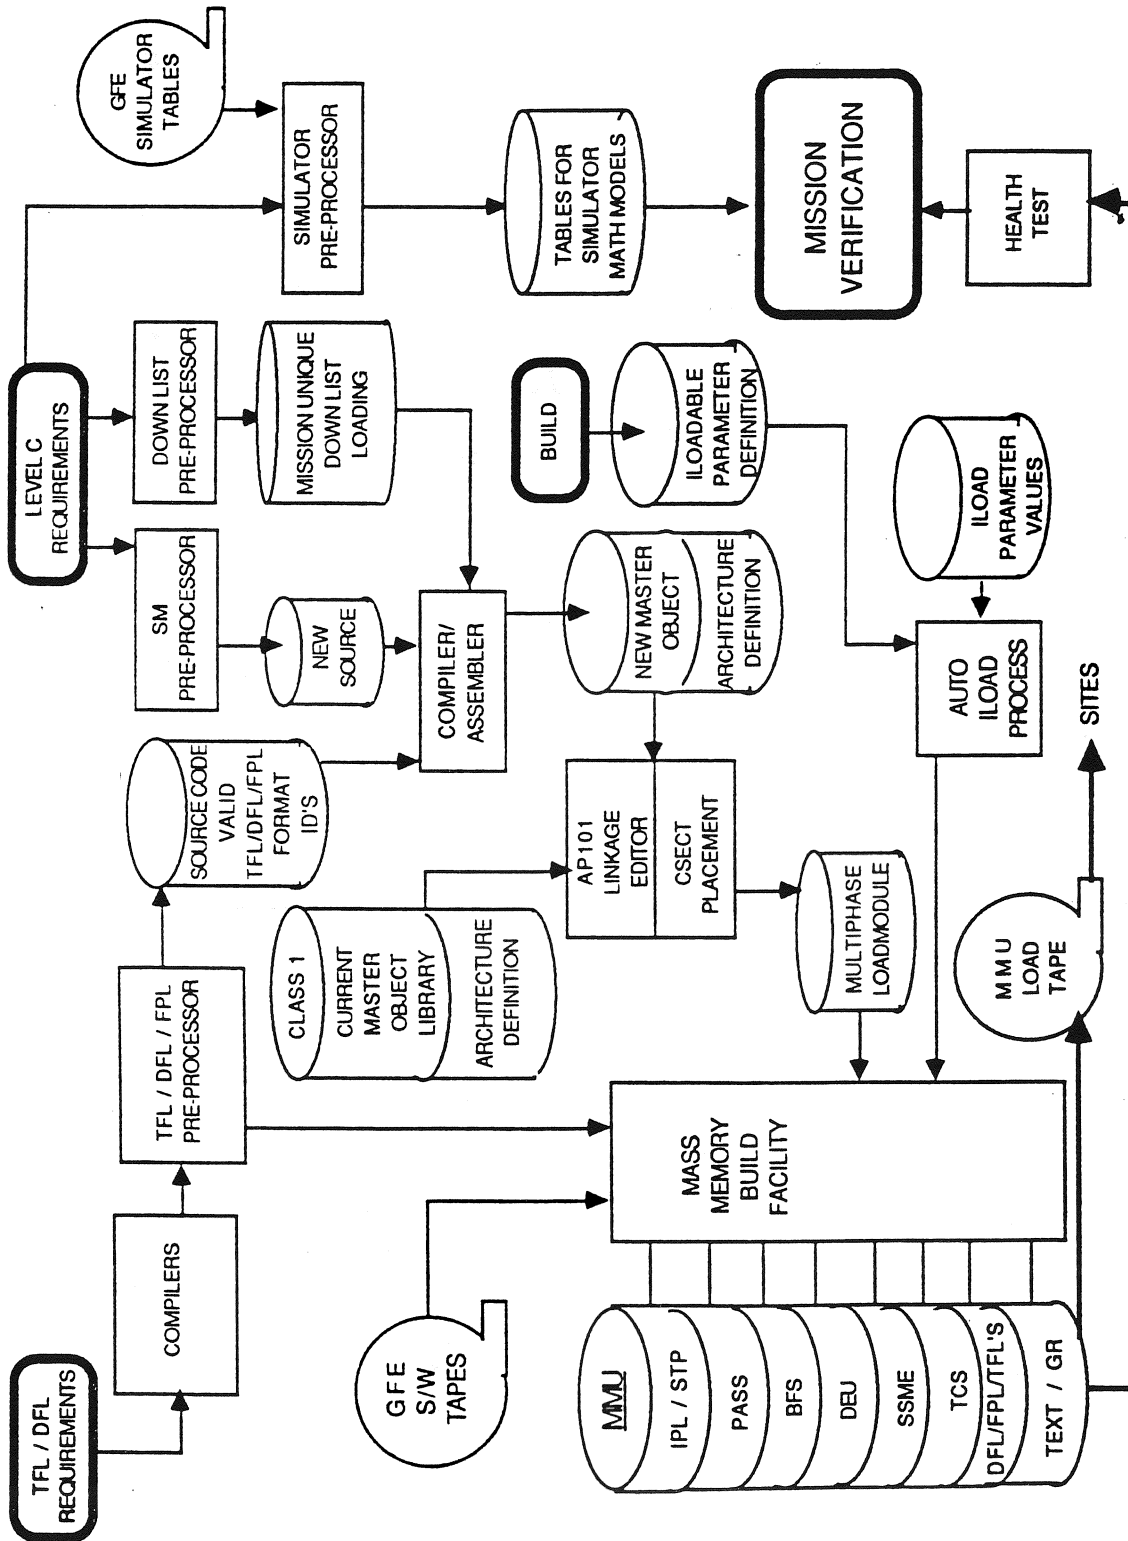 TFL / DFL
REQUIREMENTS
COMPILERS
TFL / DFL / FPL
PRE-PROCESSOR
SOURCE CODE
VALID
TFL/DFL/FPL
FORMAT
ID'S
LEVEL C
REQUIREMENTS
SM
PRE-PROCESSOR
DOWN LIST
PRE-PROCESSOR
GFE
SIMULATOR
TABLES
SIMULATOR
PRE-PROCESSOR
NEW
SOURCE
MISSION UNIQUE
DOWN LIST
LOADING
CLASS 1
CURRENT
MASTER
OBJECT
LIBRARY
ARCHITECTURE
DEFINITION
COMPILER/
ASSEMBLER
TABLES FOR
SIMULATOR
MATH MODELS
GFE
S/W
TAPES
AP101
LINKAGE
EDITOR
CSECT
PLACEMENT
NEW MASTER
OBJECT
ARCHITECTURE
DEFINITION
BUILD
ILOADABLE
PARAMETER
DEFINITION
MISSION
VERIFICATION
MMU
IPL / STP
PASS
BFS
DEU
SSME
TCS
DFL/FPL/TFL'S
TEXT / GR
MASS
MEMORY
BUILD
FACILITY
MULTIPHASE
LOADMODULE
AUTO
ILOAD
PROCESS
ILOAD
PARAMETER
VALUES
HEALTH
TEST
M M U
LOAD
TAPE
SITES